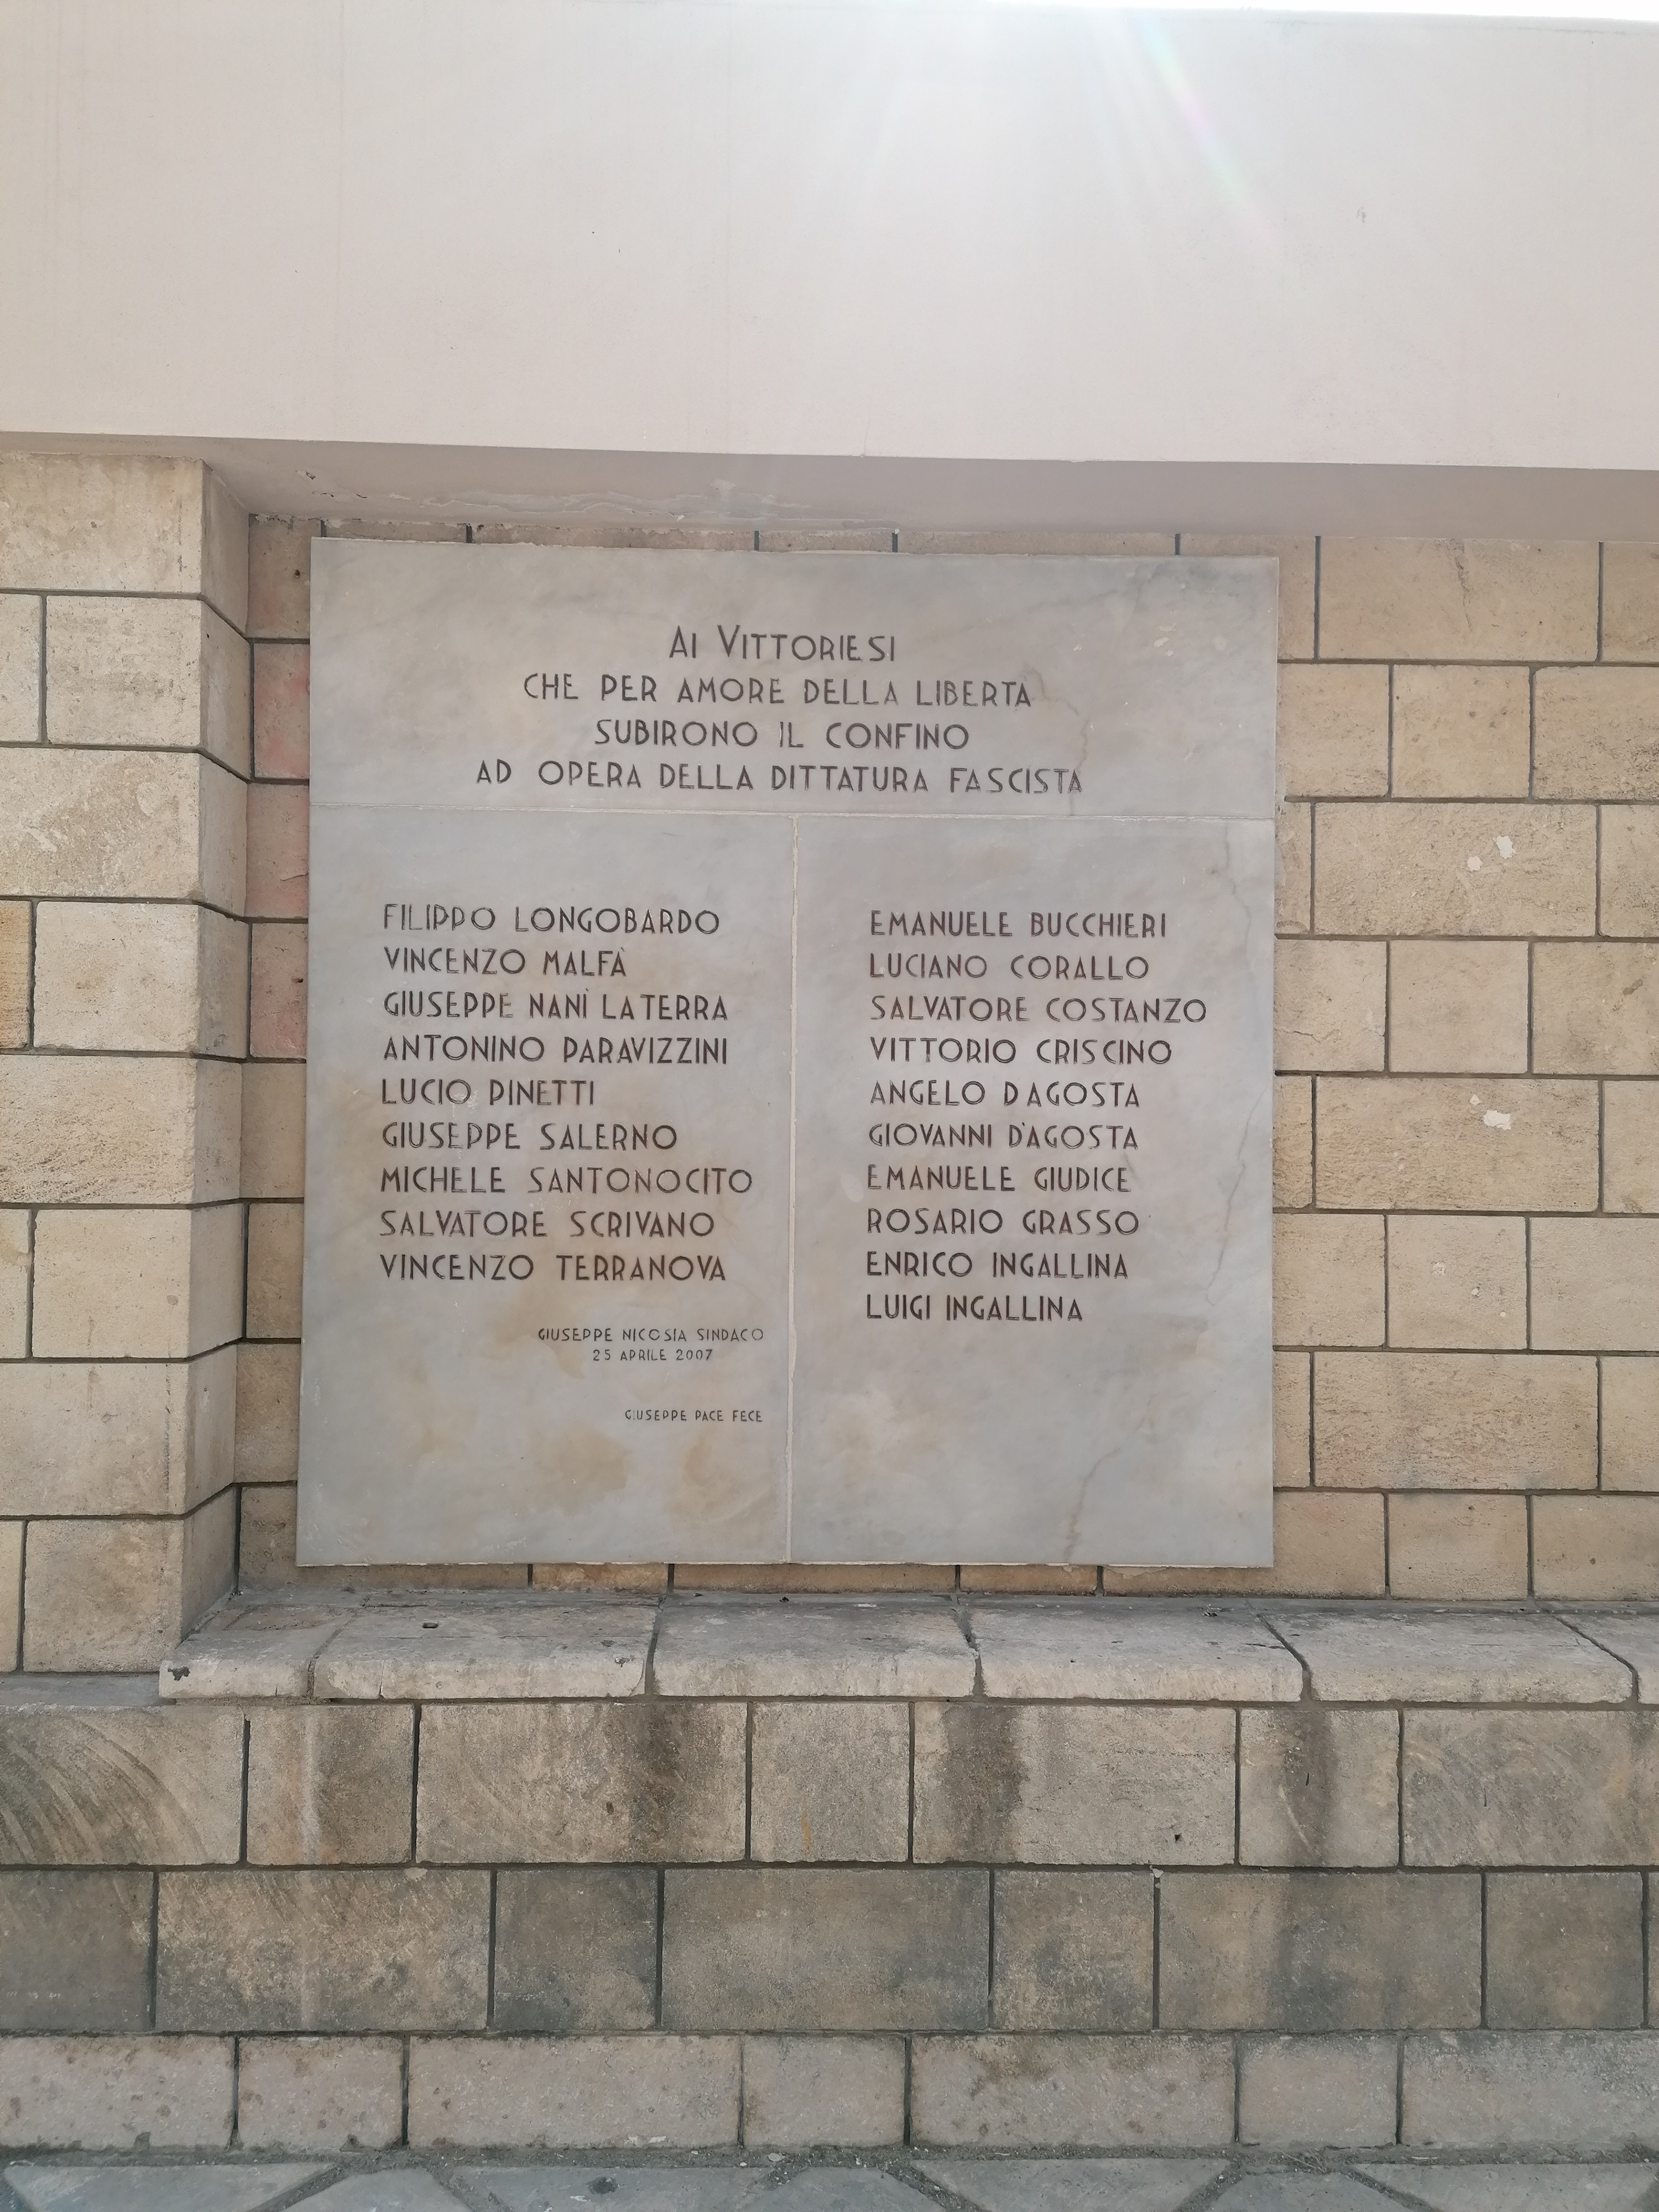 AI VITTORIESI
CHE PER AMORE DELLA LIBERTA
SUBIRONO IL CONFINO
AD OPERA DELLA DITTATURA FASCISTA
FILIPPO LONGOBARDO
VINCENZO MALFÀ
GIUSEPPE NANÌ LA TERRA
ANTONINO PARAVIZZINI
LUCIO PINETTI
GIUSEPPE SALERNO
MICHELE SANTONOCITO
SALVATORE SCRIVANO
VINCENZO TERRANOVA
GIUSEPPE NICOSIA SINDACO
25 APRILE 2007
GIUSEPPE PACE FECE
EMANUELE BUCCHIERI
LUCIANO CORALLO
SALVATORE COSTANZO
VITTORIO CRISCINO
ANGELO D AGOSTA
GIOVANNI D'AGOSTA
EMANUELE GIUDICE
ROSARIO GRASSO
ENRICO INGALLINA
LUIGI INGALLINA